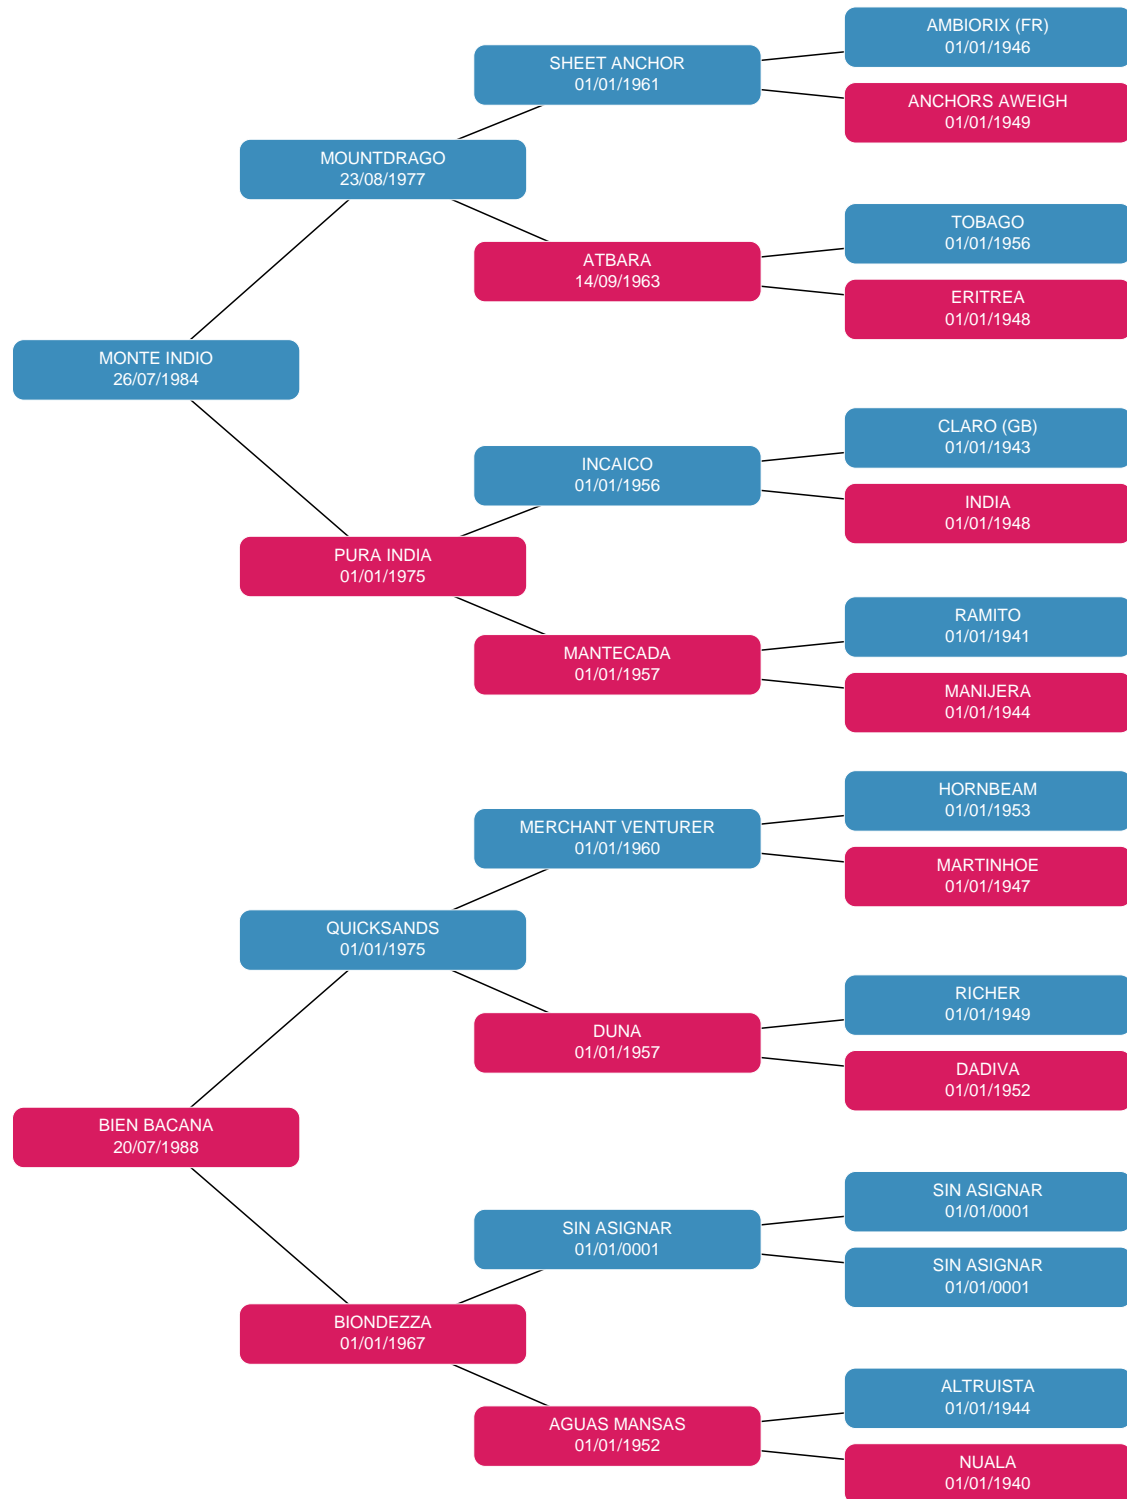 AMBIORIX (FR)
01/01/1946
SHEET ANCHOR
01/01/1961
ANCHORS AWEIGH
01/01/1949
MOUNTDRAGO
23/08/1977
TOBAGO
01/01/1956
ATBARA
14/09/1963
ERITREA
01/01/1948
MONTE INDIO
26/07/1984
CLARO (GB)
01/01/1943
INCAICO
01/01/1956
INDIA
01/01/1948
PURA INDIA
01/01/1975
RAMITO
01/01/1941
MANTECADA
01/01/1957
MANIJERA
01/01/1944
HORNBEAM
01/01/1953
MERCHANT VENTURER
01/01/1960
MARTINHOE
01/01/1947
QUICKSANDS
01/01/1975
RICHER
01/01/1949
DUNA
01/01/1957
DADIVA
01/01/1952
BIEN BACANA
20/07/1988
SIN ASIGNAR
01/01/0001
SIN ASIGNAR
01/01/0001
SIN ASIGNAR
01/01/0001
BIONDEZZA
01/01/1967
ALTRUISTA
01/01/1944
AGUAS MANSAS
01/01/1952
NUALA
01/01/1940